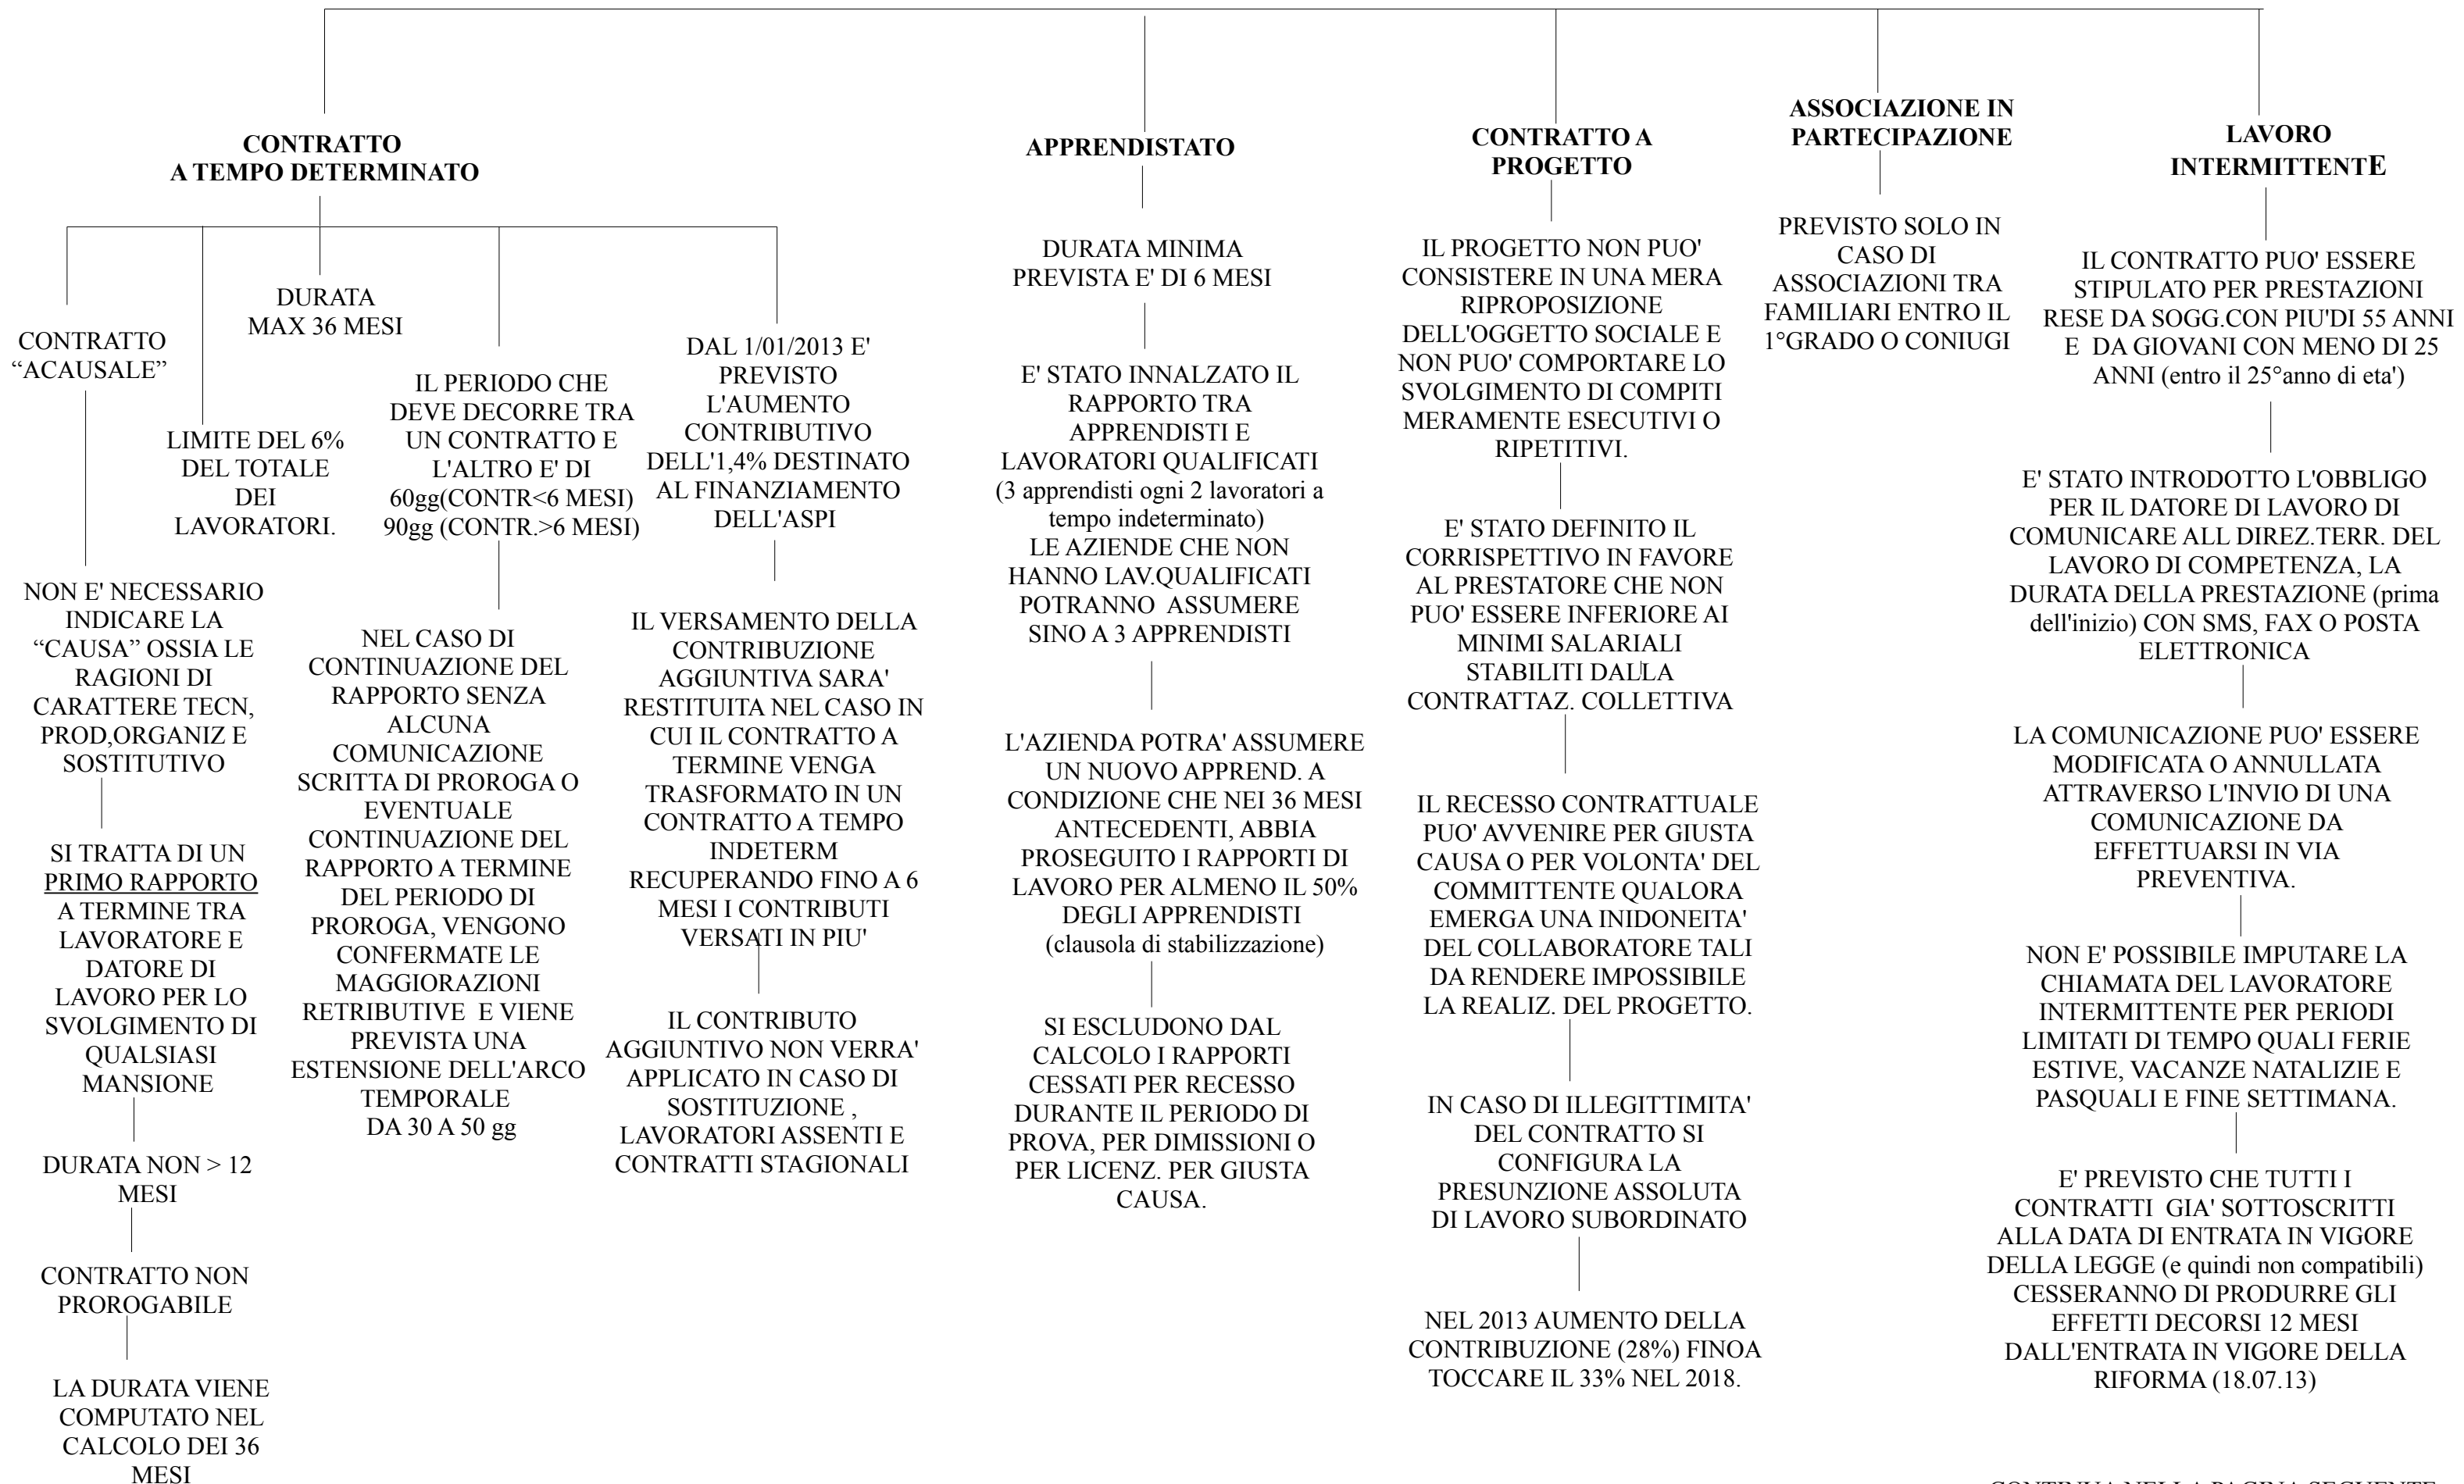 CONTRATTO
A TEMPO DETERMINATO
CONTRATTO
“ACAUSALE”
NON E' NECESSARIO
INDICARE LA
“CAUSA” OSSIA LE
RAGIONI DI
CARATTERE TECN,
PROD,ORGANIZ E
SOSTITUTIVO
SI TRATTA DI UN
PRIMO RAPPORTO
A TERMINE TRA
LAVORATORE E
DATORE DI
LAVORO PER LO
SVOLGIMENTO DI
QUALSIASI
MANSIONE
DURATA NON > 12
MESI
CONTRATTO NON
PROROGABILE
LA DURATA VIENE
COMPUTATO NEL
CALCOLO DEI 36
MESI
LIMITE DEL 6%
DEL TOTALE
DEI
LAVORATORI.
DURATA
MAX 36 MESI
IL PERIODO CHE
DEVE DECORRE TRA
UN CONTRATTO E
L'ALTRO E' DI
60gg(CONTR<6 MESI)
90gg (CONTR.>6 MESI)
NEL CASO DI
CONTINUAZIONE DEL
RAPPORTO SENZA
ALCUNA
COMUNICAZIONE
SCRITTA DI PROROGA O
EVENTUALE
CONTINUAZIONE DEL
RAPPORTO A TERMINE
DEL PERIODO DI
PROROGA, VENGONO
CONFERMATE LE
MAGGIORAZIONI
RETRIBUTIVE E VIENE
PREVISTA UNA
ESTENSIONE DELL'ARCO
TEMPORALE
DA 30 A 50 gg
DAL 1/01/2013 E'
PREVISTO
L'AUMENTO
CONTRIBUTIVO
DELL'1,4% DESTINATO
AL FINANZIAMENTO
DELL'ASPI
IL VERSAMENTO DELLA
CONTRIBUZIONE
AGGIUNTIVA SARA'
RESTITUITA NEL CASO IN
CUI IL CONTRATTO A
TERMINE VENGA
TRASFORMATO IN UN
CONTRATTO A TEMPO
INDETERM
RECUPERANDO FINO A 6
MESI I CONTRIBUTI
VERSATI IN PIU'
IL CONTRIBUTO
AGGIUNTIVO NON VERRA'
APPLICATO IN CASO DI
SOSTITUZIONE ,
LAVORATORI ASSENTI E
CONTRATTI STAGIONALI
APPRENDISTATO
DURATA MINIMA
PREVISTA E' DI 6 MESI
E' STATO INNALZATO IL
RAPPORTO TRA
APPRENDISTI E
LAVORATORI QUALIFICATI
(3 apprendisti ogni 2 lavoratori a
tempo indeterminato)
LE AZIENDE CHE NON
HANNO LAV.QUALIFICATI
POTRANNO ASSUMERE
SINO A 3 APPRENDISTI
L'AZIENDA POTRA' ASSUMERE
UN NUOVO APPREND. A
CONDIZIONE CHE NEI 36 MESI
ANTECEDENTI, ABBIA
PROSEGUITO I RAPPORTI DI
LAVORO PER ALMENO IL 50%
DEGLI APPRENDISTI
(clausola di stabilizzazione)
SI ESCLUDONO DAL
CALCOLO I RAPPORTI
CESSATI PER RECESSO
DURANTE IL PERIODO DI
PROVA, PER DIMISSIONI O
PER LICENZ. PER GIUSTA
CAUSA.
CONTRATTO A
PROGETTO
IL PROGETTO NON PUO'
CONSISTERE IN UNA MERA
RIPROPOSIZIONE
DELL'OGGETTO SOCIALE E
NON PUO' COMPORTARE LO
SVOLGIMENTO DI COMPITI
MERAMENTE ESECUTIVI O
RIPETITIVI.
E' STATO DEFINITO IL
CORRISPETTIVO IN FAVORE
AL PRESTATORE CHE NON
PUO' ESSERE INFERIORE AI
MINIMI SALARIALI
STABILITI DALLA
CONTRATTAZ. COLLETTIVA
IL RECESSO CONTRATTUALE
PUO' AVVENIRE PER GIUSTA
CAUSA O PER VOLONTA' DEL
COMMITTENTE QUALORA
EMERGA UNA INIDONEITA'
DEL COLLABORATORE TALI
DA RENDERE IMPOSSIBILE
LA REALIZ. DEL PROGETTO.
IN CASO DI ILLEGITTIMITA'
DEL CONTRATTO SI
CONFIGURA LA
PRESUNZIONE ASSOLUTA
DI LAVORO SUBORDINATO
NEL 2013 AUMENTO DELLA
CONTRIBUZIONE (28%) FINOA
TOCCARE IL 33% NEL 2018.
ASSOCIAZIONE IN
PARTECIPAZIONE
PREVISTO SOLO IN
CASO DI
ASSOCIAZIONI TRA
FAMILIARI ENTRO IL
1°GRADO O CONIUGI
LAVORO
INTERMITTENTE
IL CONTRATTO PUO' ESSERE
STIPULATO PER PRESTAZIONI
RESE DA SOGG.CON PIU'DI 55 ANNI
E DA GIOVANI CON MENO DI 25
ANNI (entro il 25°anno di eta')
E' STATO INTRODOTTO L'OBBLIGO
PER IL DATORE DI LAVORO DI
COMUNICARE ALL DIREZ.TERR. DEL
LAVORO DI COMPETENZA, LA
DURATA DELLA PRESTAZIONE (prima
dell'inizio) CON SMS, FAX O POSTA
ELETTRONICA
LA COMUNICAZIONE PUO' ESSERE
MODIFICATA O ANNULLATA
ATTRAVERSO L'INVIO DI UNA
COMUNICAZIONE DA
EFFETTUARSI IN VIA
PREVENTIVA.
NON E' POSSIBILE IMPUTARE LA
CHIAMATA DEL LAVORATORE
INTERMITTENTE PER PERIODI
LIMITATI DI TEMPO QUALI FERIE
ESTIVE, VACANZE NATALIZIE E
PASQUALI E FINE SETTIMANA.
E' PREVISTO CHE TUTTI I
CONTRATTI GIA' SOTTOSCRITTI
ALLA DATA DI ENTRATA IN VIGORE
DELLA LEGGE (e quindi non compatibili)
CESSERANNO DI PRODURRE GLI
EFFETTI DECORSI 12 MESI
DALL'ENTRATA IN VIGORE DELLA
RIFORMA (18.07.13)
CONTINUA NELLA PAGINA SEGUENTE